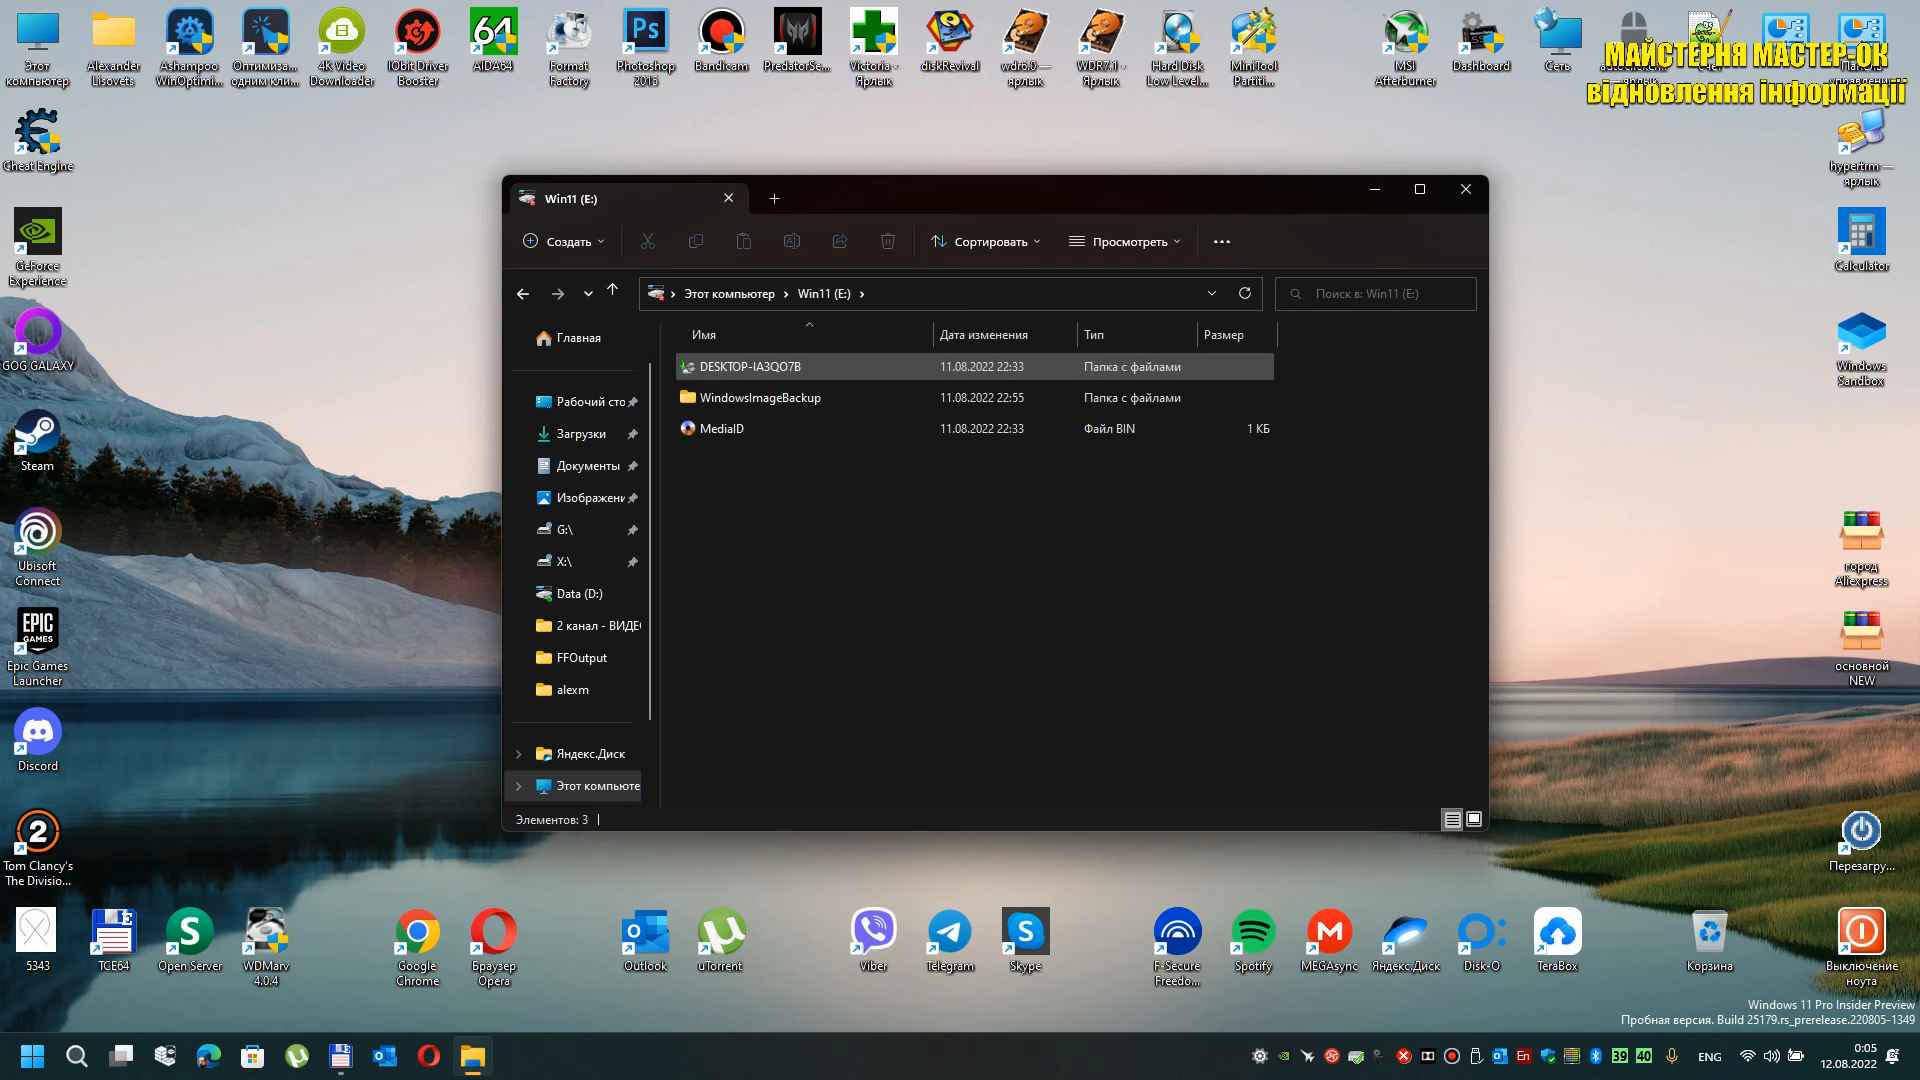 Этот
компьютер
Alexander
Lisovets
Ashampoo
WinOptimi...
Оптимиза...
одним кли...
4K Video
Downloader
IObit Driver
Booster
64
AIDA64
Format
Factory
Ps
Photoshop
2013
Bandicam
PredatorSe...
Victoria -
Ярлык
diskRevival
wdr6.0 —
ярлык
WDR7.1 -
Ярлык
Hard Disk
Low Level...
MiniTool
Partiti...
MSI
Afterburner
Dashboard
Сеть
МАЙСТЕРНЯ МАСТЕР-ОК
відновлення інформації
Cheat Engine
hypertrm —
ярлык
GeForce
Experience
Calculator
GOG GALAXY
Windows
Sandbox
Steam
Ubisoft
Connect
город
Aliexpress
EPIC
GAMES
Epic Games
Launcher
основной
NEW
Discord
2
Tom Clancy's
The Divisio...
Перезагру...
Win11 (E:)
Создать
Сортировать
Просмотреть
Этот компьютер
Win11 (E:)
Поиск в: Win11 (E:)
Имя
Дата изменения
Тип
Размер
DESKTOP-IA3QO7B
11.08.2022 22:33
Папка с файлами
WindowsImageBackup
11.08.2022 22:55
Папка с файлами
MediaID
11.08.2022 22:33
Файл BIN
1 КБ
Главная
Рабочий сто
Загрузки
Документы
Изображени
G:\
X:\
Data (D:)
2 канал - ВИДЕ
FFOutput
alexm
Яндекс.Диск
Этот компьюте
Элементов: 3
5343
TCE64
S
Open Server
WDMarv
4.0.4
Google
Chrome
Браузер
Opera
Outlook
uTorrent
Viber
Telegram
Skype
F-Secure
Freedo...
Spotify
MEGAsync
Яндекс.Диск
Disk-O
TeraBox
Корзина
Выключение
ноута
Windows 11 Pro Insider Preview
Пробная версия. Build 25179.rs_prerelease.220805-1349
En
39
40
ENG
0:05
12.08.2022